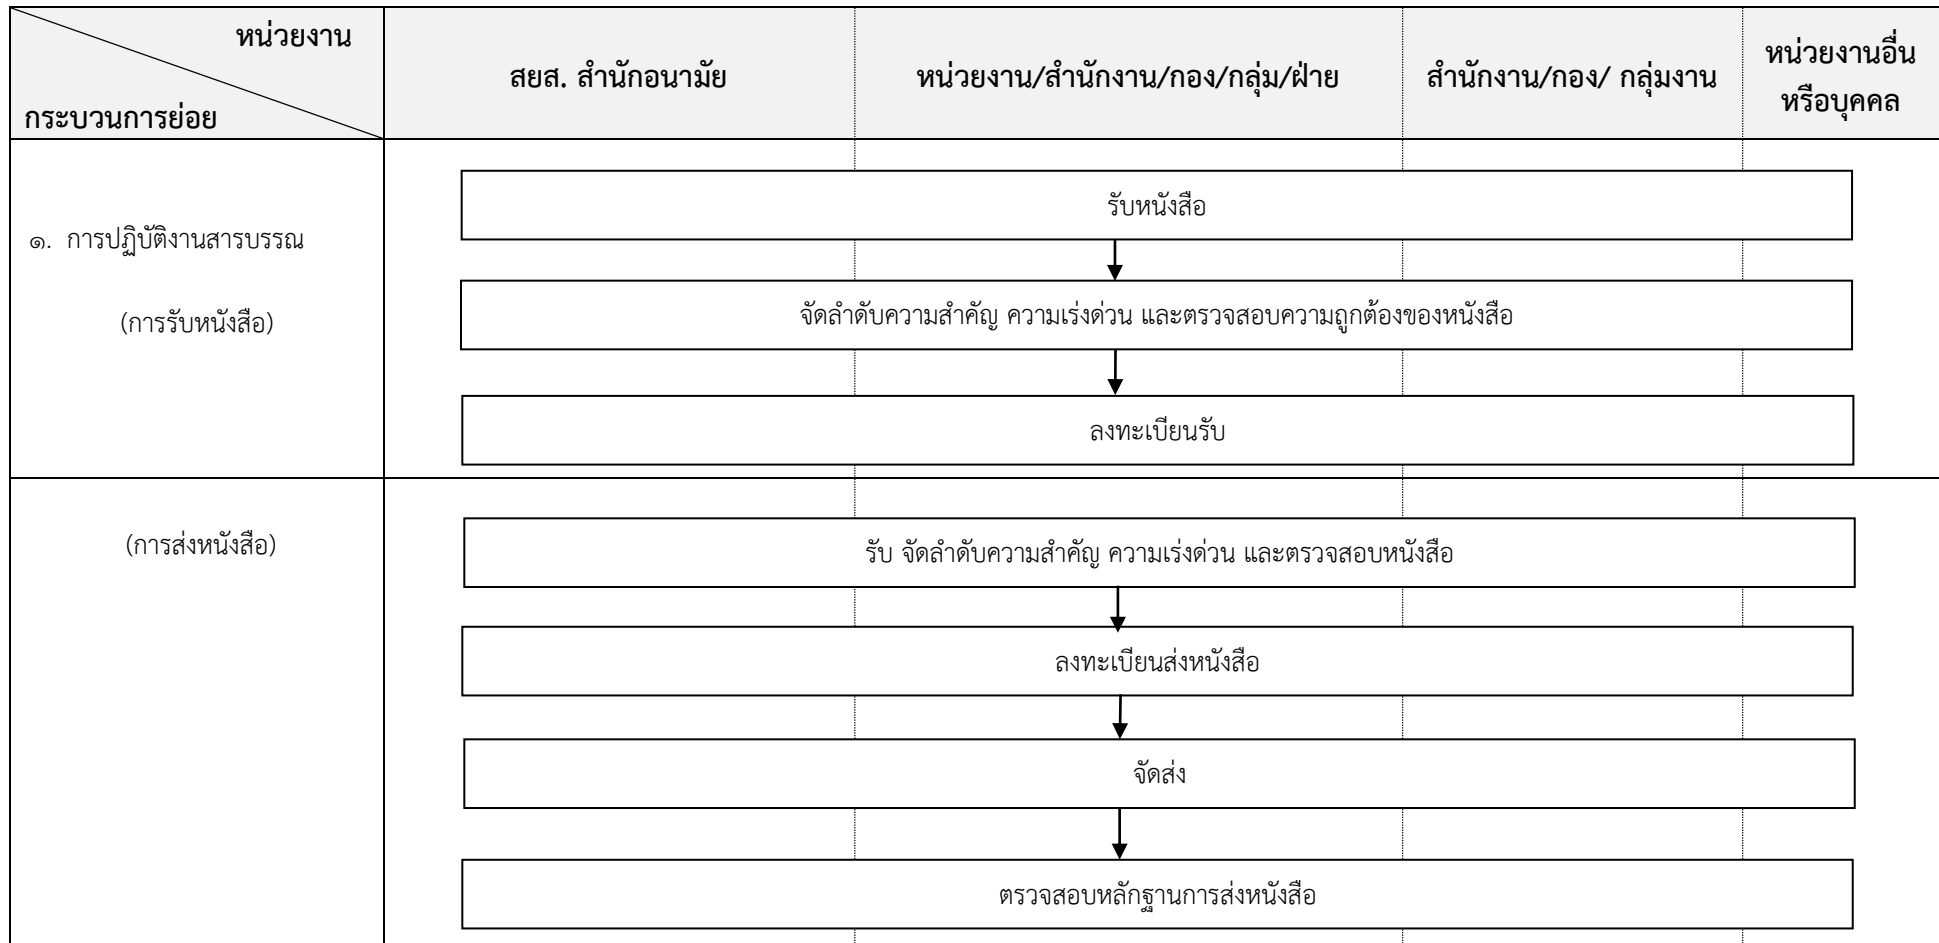 หน่วยงาน
กระบวนการย่อย
สยส. สำนักอนามัย
หน่วยงาน/สำนักงาน/กอง/กลุ่ม/ฝ่าย
สำนักงาน/กอง/ กลุ่มงาน
หน่วยงานอื่น
หรือบุคคล
๑. การปฏิบัติงานสารบรรณ
(การรับหนังสือ)
รับหนังสือ
จัดลำดับความสำคัญ ความเร่งด่วน และตรวจสอบความถูกต้องของหนังสือ
ลงทะเบียนรับ
(การส่งหนังสือ)
รับ จัดลำดับความสำคัญ ความเร่งด่วน และตรวจสอบหนังสือ
ลงทะเบียนส่งหนังสือ
จัดส่ง
ตรวจสอบหลักฐานการส่งหนังสือ